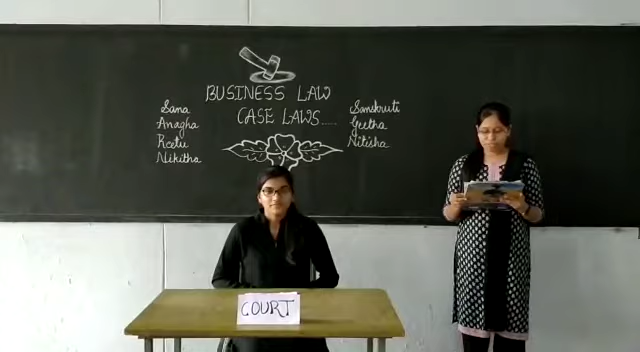 BUSINESS LAW
CASE LAWS.....
Sana
Anagha
Reetu
Nikitha
Sanskruti
Geetha
Nitisha
COURT